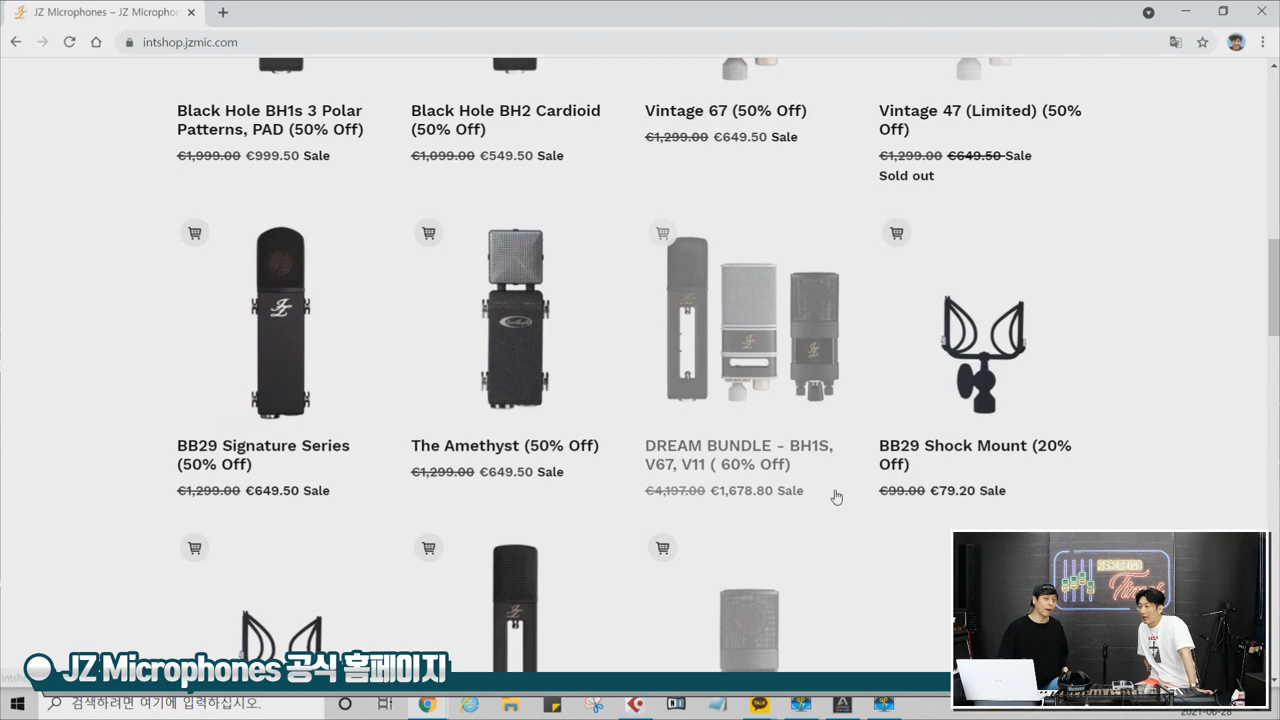 JZ Microphones – JZ Microphon
intshop.jzmic.com
Black Hole BH1s 3 Polar
Patterns, PAD (50% Off)
€1,999.00 €999.50 Sale
Black Hole BH2 Cardioid
(50% Off)
€1,099.00 €549.50 Sale
Vintage 67 (50% Off)
€1,299.00 €649.50 Sale
Vintage 47 (Limited) (50%
Off)
€1,299.00 €649.50 Sale
Sold out
BB29 Signature Series
(50% Off)
€1,299.00 €649.50 Sale
The Amethyst (50% Off)
€1,299.00 €649.50 Sale
DREAM BUNDLE - BH1S,
V67, V11 ( 60% Off)
€4,197.00 €1,678.80 Sale
BB29 Shock Mount (20%
Off)
€99.00 €79.20 Sale
JZ Microphones 공식 홈페이지
검색하려면 여기에 입력하십시오.
TALK
2021-06-28